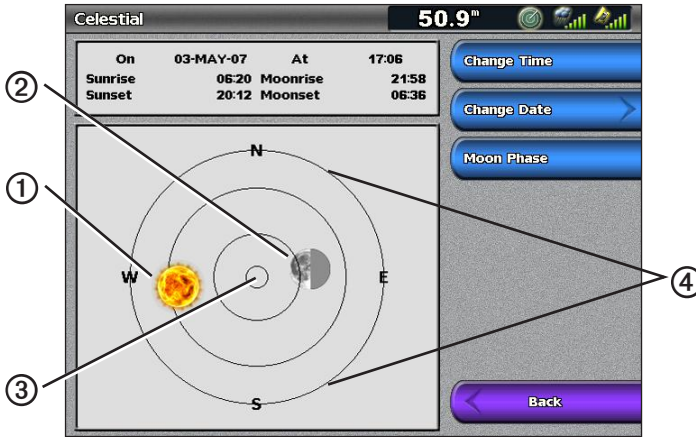 Celestial
50.9"
On 03-MAY-07 At 17:06
Sunrise 06:20 Moonrise 21:58
Sunset 20:12 Moonset 06:36
Change Time
Change Date
Moon Phase
N
W
E
S
Back
①
②
③
④